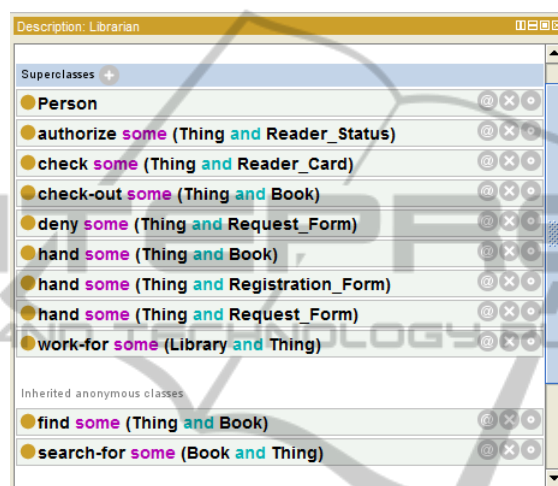 Description: Librarian
Superclasses
Person
authorize some (Thing and Reader_Status)
check some (Thing and Reader_Card)
check-out some (Thing and Book)
deny some (Thing and Request_Form)
hand some (Thing and Book)
hand some (Thing and Registration_Form)
hand some (Thing and Request_Form)
work-for some (Library and Thing)
AND TECHNOLOGY
Inherited anonymous classes
find some (Thing and Book)
search-for some (Book and Thing)